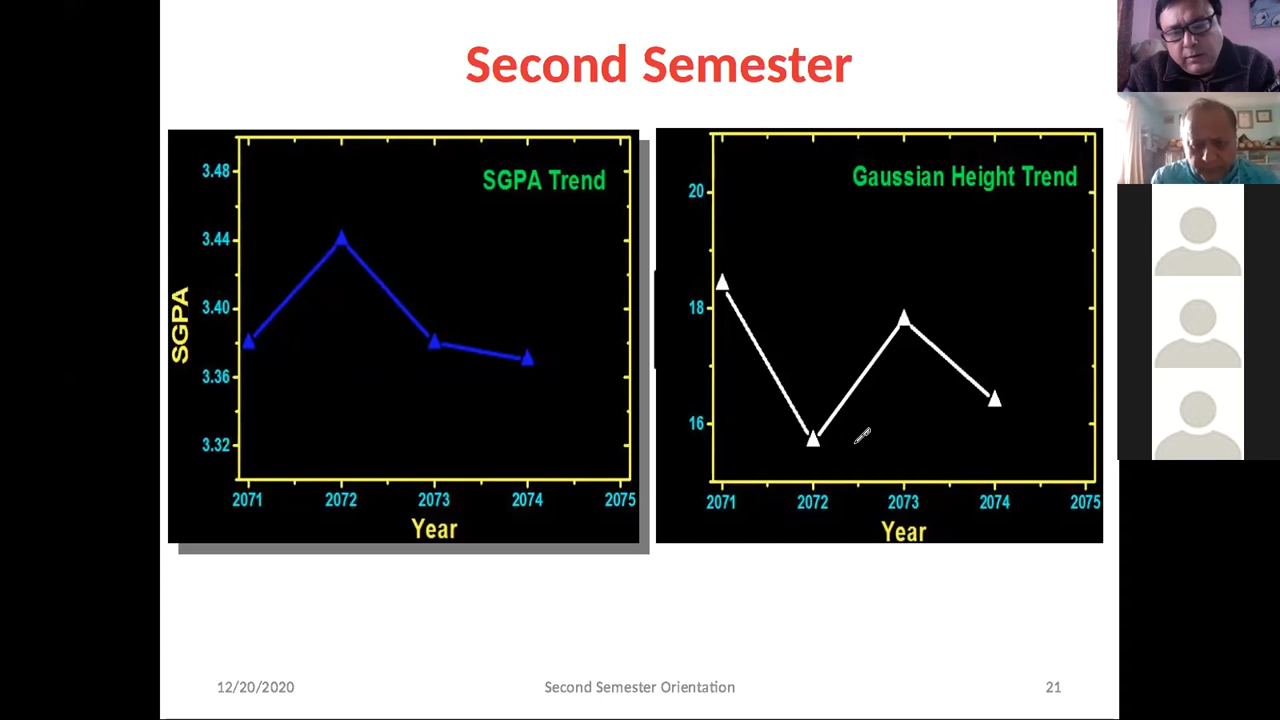 Second Semester
SGPA Trend
3.48
3.44
3.40
3.36
3.32
SGPA
2071 2072 2073 2074 2075
Year
Gaussian Height Trend
20
18
16
2071 2072 2073 2074 2075
Year
12/20/2020
Second Semester Orientation
21